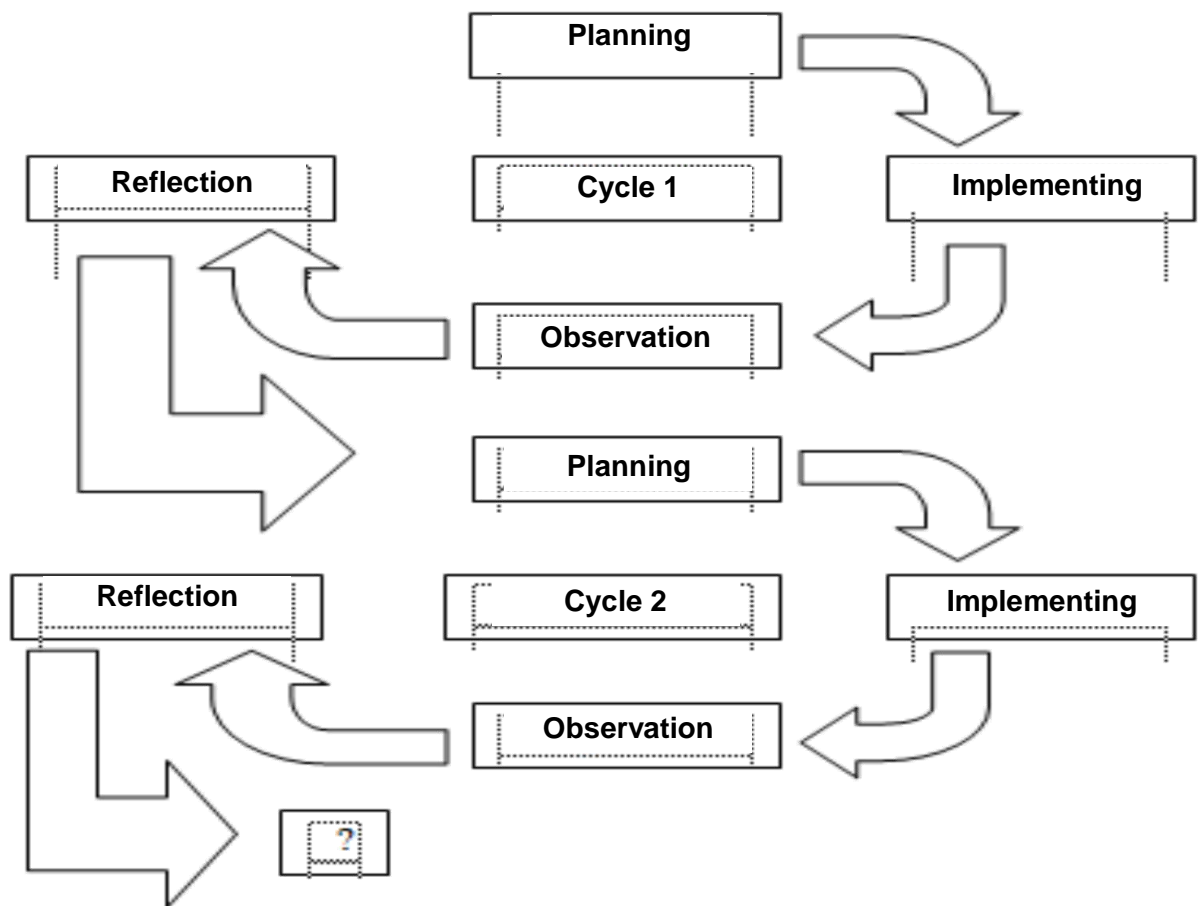 Planning
Reflection
Cycle 1
Implementing
Observation
Planning
Reflection
Cycle 2
Implementing
Observation
?